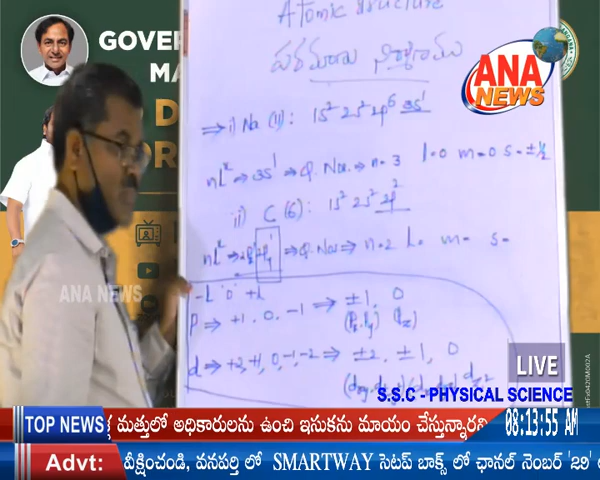 GOVER
MA
D
OR
ANA
NEWS
Atomic structure
పరమాణు నిర్మాణము
⇒ i) Na (11): 1s² 2s² 2p⁶ 3s¹
nlˣ ⇒ 3s¹ ⇒ Q. Nos ⇒ n=3 l=0 m=0 s=±½
ii) C (6): 1s² 2s² 2p²
⇒ Q. Nos ⇒ n=2 l= m= s=
-l 0 +l
P ⇒ +1, 0, -1 ⇒ ±1, 0
d ⇒ +2, +1, 0, -1, -2 ⇒ ±2, ±1, 0
ANA NEWS
LIVE
S.S.C - PHYSICAL SCIENCE
TOP NEWS మత్తులో అధికారులను ఉంచి ఇసుకను మాయం చేస్తున్నారని 08:13:55 AM
Advt: వీక్షించండి, వనపర్తి లో SMARTWAY సెటప్ బాక్స్ లో ఛానల్ నెంబర్ '29'